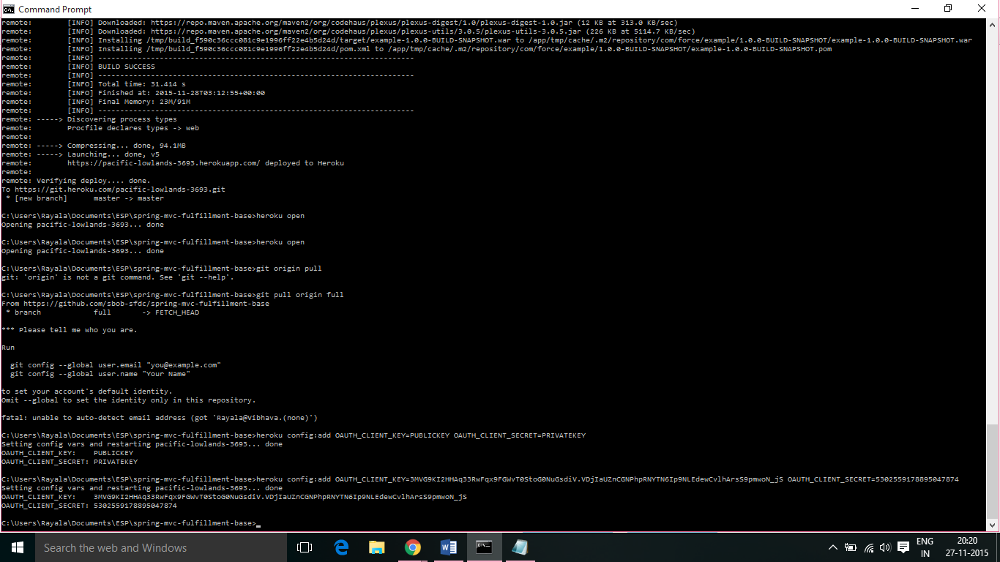 Command Prompt
remote:        [INFO] Downloaded: https://repo.maven.apache.org/maven2/org/codehaus/plexus/plexus-digest/1.0/plexus-digest-1.0.jar (12 KB at 313.0 KB/sec)
remote:        [INFO] Downloaded: https://repo.maven.apache.org/maven2/org/codehaus/plexus/plexus-utils/3.0.5/plexus-utils-3.0.5.jar (226 KB at 5114.7 KB/sec)
remote:        [INFO] Installing /tmp/build_f590c36ccc081c9e1996ff22e4b5d24d/target/example-1.0.0-BUILD-SNAPSHOT.war to /app/tmp/cache/.m2/repository/com/force/example/1.0.0-BUILD-SNAPSHOT/example-1.0.0-BUILD-SNAPSHOT.war
remote:        [INFO] Installing /tmp/build_f590c36ccc081c9e1996ff22e4b5d24d/pom.xml to /app/tmp/cache/.m2/repository/com/force/example/1.0.0-BUILD-SNAPSHOT/example-1.0.0-BUILD-SNAPSHOT.pom
remote:        [INFO] ------------------------------------------------------------------------
remote:        [INFO] BUILD SUCCESS
remote:        [INFO] ------------------------------------------------------------------------
remote:        [INFO] Total time: 31.414 s
remote:        [INFO] Finished at: 2015-11-28T03:12:55+00:00
remote:        [INFO] Final Memory: 23M/91M
remote:        [INFO] ------------------------------------------------------------------------
remote: -----> Discovering process types
remote:        Procfile declares types -> web
remote:
remote: -----> Compressing... done, 94.1MB
remote: -----> Launching... done, v5
remote:        https://pacific-lowlands-3693.herokuapp.com/ deployed to Heroku
remote:
remote: Verifying deploy.... done.
To https://git.heroku.com/pacific-lowlands-3693.git
 * [new branch]      master -> master
C:\Users\Rayala\Documents\ESP\spring-mvc-fulfillment-base>heroku open
Opening pacific-lowlands-3693... done
C:\Users\Rayala\Documents\ESP\spring-mvc-fulfillment-base>heroku open
Opening pacific-lowlands-3693... done
C:\Users\Rayala\Documents\ESP\spring-mvc-fulfillment-base>git origin pull
git: 'origin' is not a git command. See 'git --help'.
C:\Users\Rayala\Documents\ESP\spring-mvc-fulfillment-base>git pull origin full
From https://github.com/sbob-sfdc/spring-mvc-fulfillment-base
 * branch            full       -> FETCH_HEAD
*** Please tell me who you are.
Run
  git config --global user.email "you@example.com"
  git config --global user.name "Your Name"
to set your account's default identity.
Omit --global to set the identity only in this repository.
fatal: unable to auto-detect email address (got 'Rayala@Vibhava.(none)')
C:\Users\Rayala\Documents\ESP\spring-mvc-fulfillment-base>heroku config:add OAUTH_CLIENT_KEY=PUBLICKEY OAUTH_CLIENT_SECRET=PRIVATEKEY
Setting config vars and restarting pacific-lowlands-3693... done
OAUTH_CLIENT_KEY:    PUBLICKEY
OAUTH_CLIENT_SECRET: PRIVATEKEY
C:\Users\Rayala\Documents\ESP\spring-mvc-fulfillment-base>heroku config:add OAUTH_CLIENT_KEY=3MVG9KI2HHAq33RwFqx9FGWvT0StoG0NuGsdiV.VDjIaUZnCGNPhpRNYTN6Ip9NLEdewCvlhArsS9pmwoN_jS OAUTH_CLIENT_SECRET=5302559178895047874
Setting config vars and restarting pacific-lowlands-3693... done
OAUTH_CLIENT_KEY:    3MVG9KI2HHAq33RwFqx9FGWvT0StoG0NuGsdiV.VDjIaUZnCGNPhpRNYTN6Ip9NLEdewCvlhArsS9pmwoN_jS
OAUTH_CLIENT_SECRET: 5302559178895047874
C:\Users\Rayala\Documents\ESP\spring-mvc-fulfillment-base>
Search the web and Windows
ENG
IN
20:20
27-11-2015